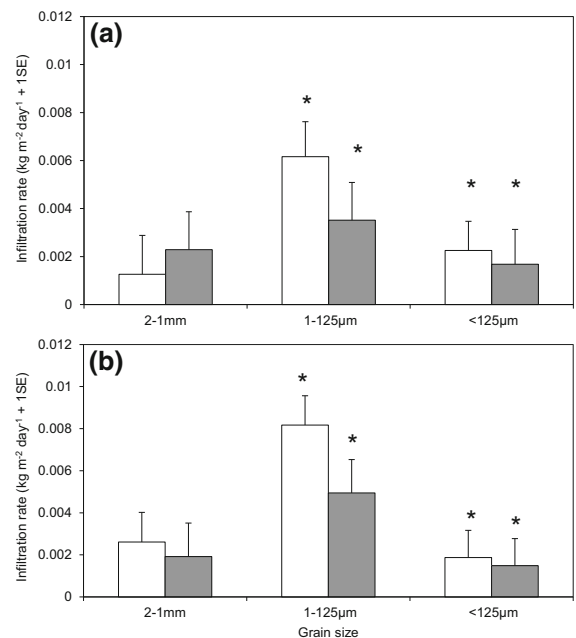 0.012
(a)
0.01
0.008
0.006
0.004
0.002
0
Infiltration rate (kg m⁻² day⁻¹ + 1SE)
* * * *
2-1mm 1-125µm <125µm
0.012
(b)
0.01
0.008
0.006
0.004
0.002
0
Infiltration rate (kg m⁻² day⁻¹ + 1SE)
* * * *
2-1mm 1-125µm <125µm
Grain size